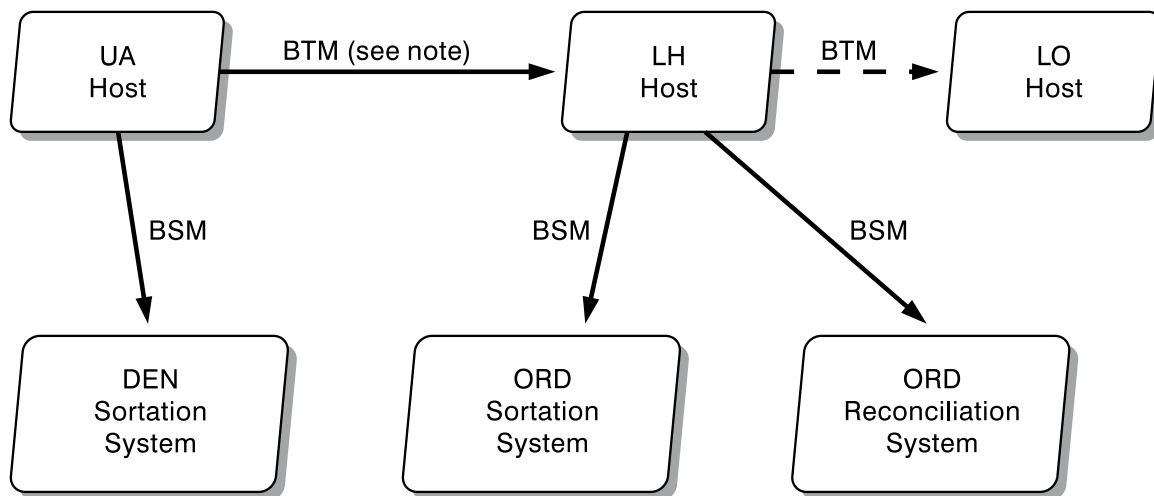 UA
Host
BTM (see note)
LH
Host
BTM
LO
Host
BSM
BSM
BSM
DEN
Sortation
System
ORD
Sortation
System
ORD
Reconciliation
System